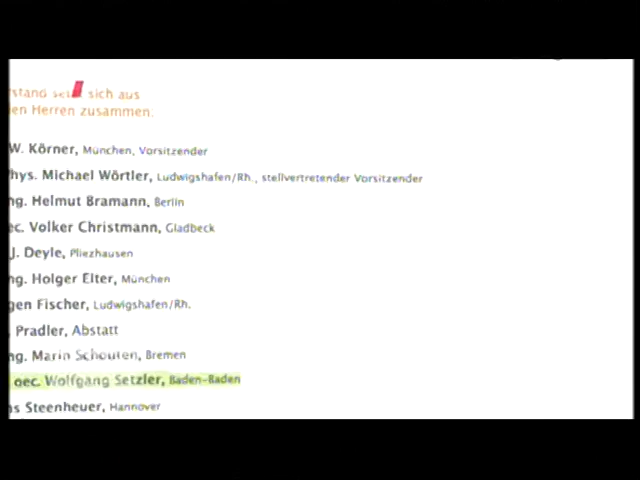 stand setzt sich aus
en Herren zusammen:
W. Körner, München, Vorsitzender
hys. Michael Wörtler, Ludwigshafen/Rh., stellvertretender Vorsitzender
ng. Helmut Bramann, Berlin
ec. Volker Christmann, Gladbeck
J. Deyle, Pliezhausen
ng. Holger Elter, München
gen Fischer, Ludwigshafen/Rh.
. Pradler, Abstatt
ng. Marin Schouten, Bremen
oec. Wolfgang Setzler, Baden-Baden
as Steenheuer, Hannover